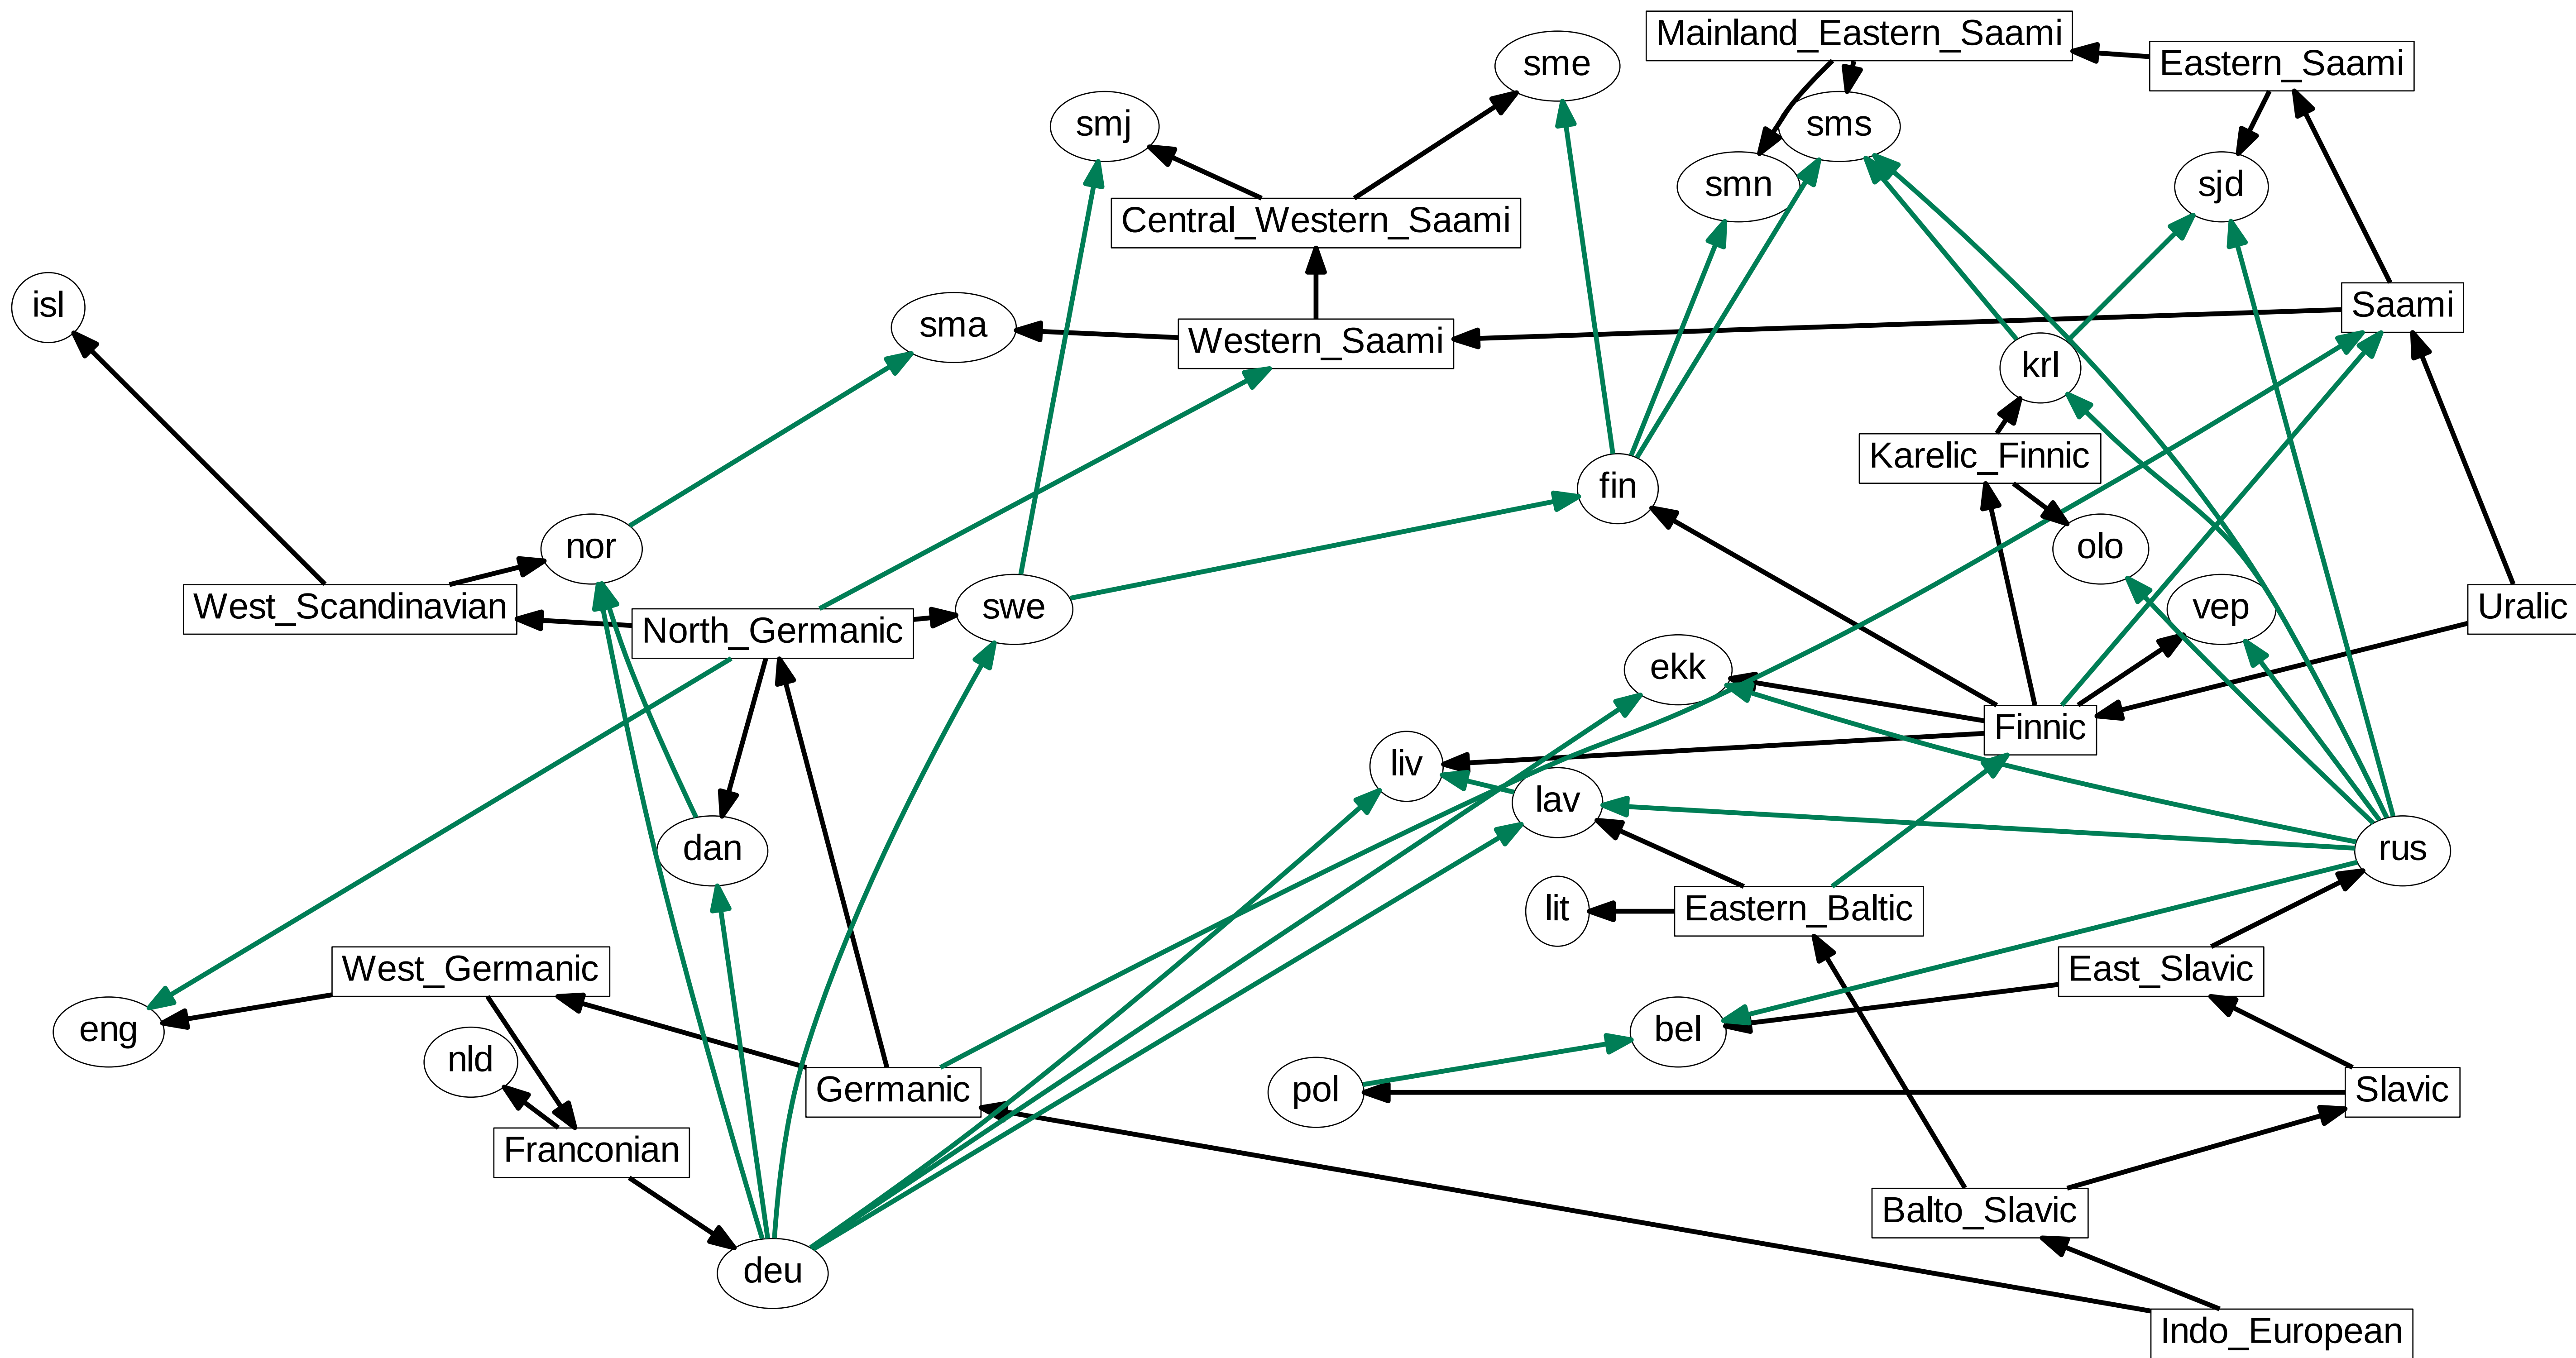 Mainland_Eastern_Saami
sme
Eastern_Saami
smj
sms
smn
sjd
Central_Western_Saami
isl
sma
Saami
Western_Saami
krl
Karelic_Finnic
fin
nor
olo
West_Scandinavian
swe
vep
Uralic
North_Germanic
ekk
Finnic
liv
lav
dan
rus
lit
Eastern_Baltic
West_Germanic
East_Slavic
eng
bel
nld
Germanic
pol
Slavic
Franconian
Balto_Slavic
deu
Indo_European